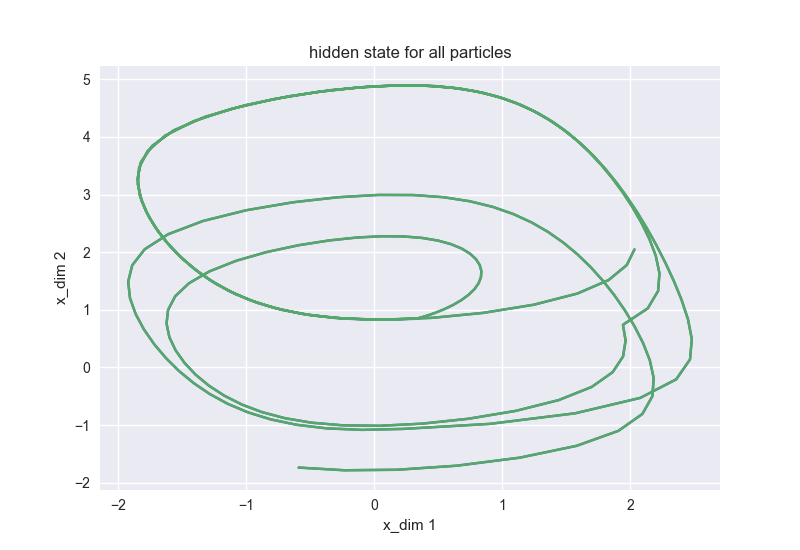 hidden state for all particles
5
4
3
2
1
0
−1
−2
x_dim 2
−2 −1 0 1 2
x_dim 1